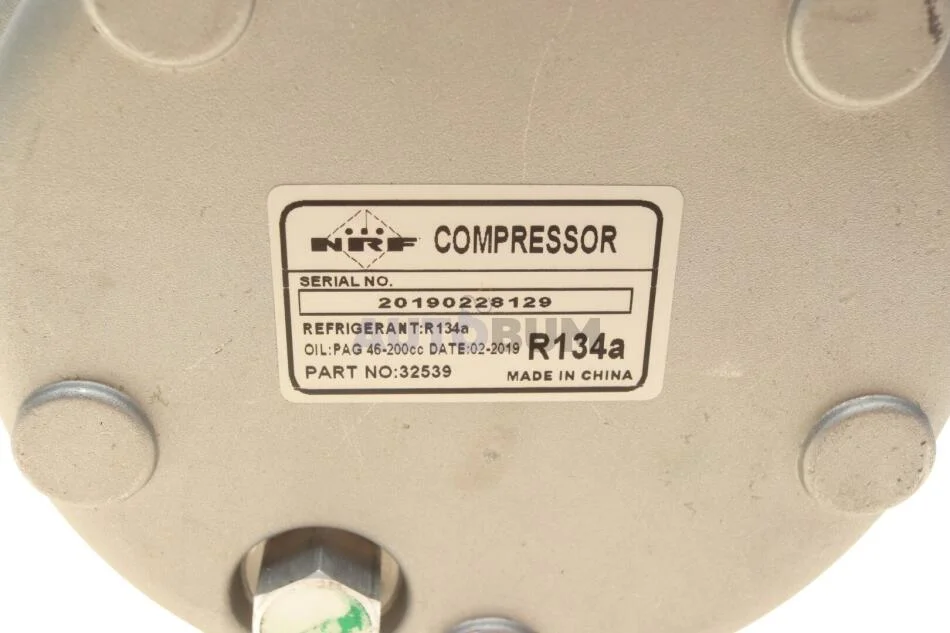 NRF COMPRESSOR
SERIAL NO.
20190228129
REFRIGERANT:R134a
OIL:PAG 46-200cc DATE:02-2019 R134a
PART NO:32539
MADE IN CHINA
AUTOBUM